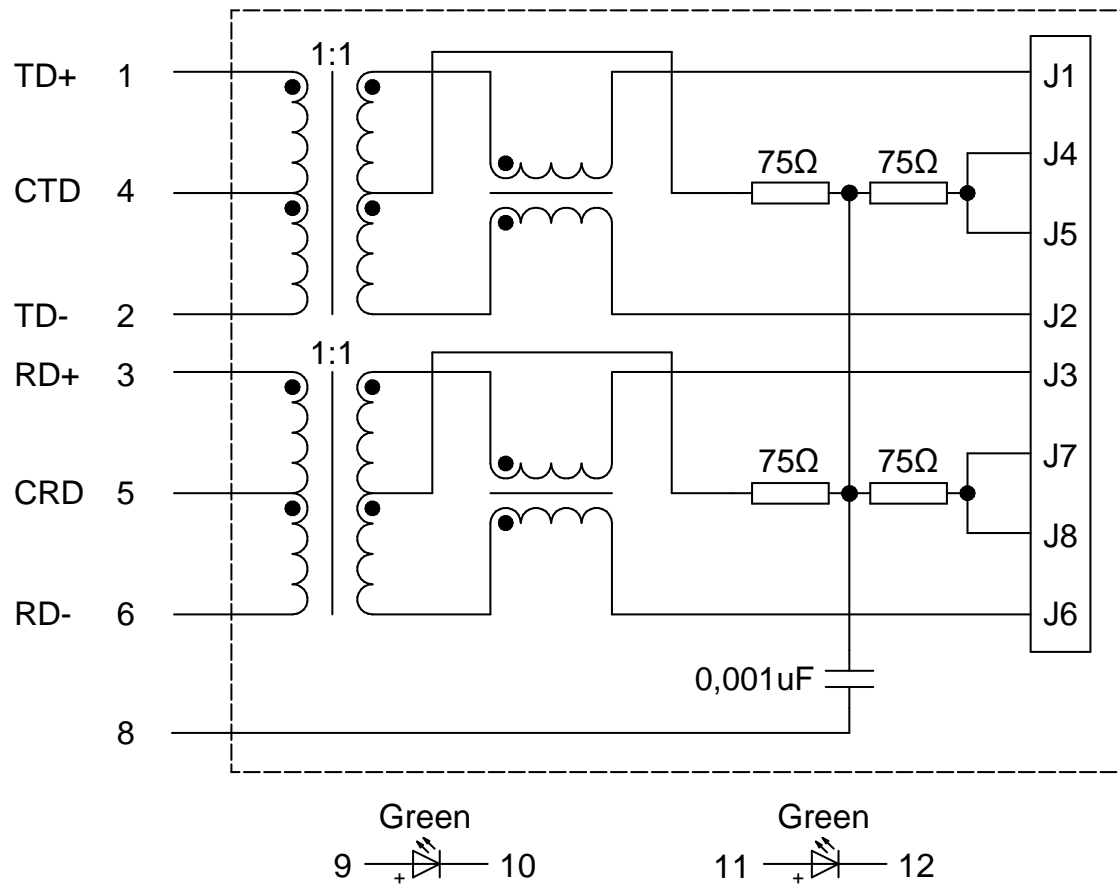 1:1
TD+ 1
J1
75Ω 75Ω
J4
CTD 4
J5
TD- 2
J2
1:1
RD+ 3
J3
75Ω 75Ω
J7
CRD 5
J8
RD- 6
J6
0,001uF
8
Green
9 + 10
Green
11 + 12